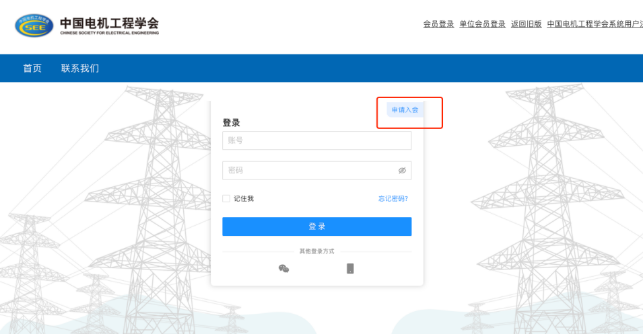 CSEE
中国电机工程学会
CHINESE SOCIETY FOR ELECTRICAL ENGINEERING
会员登录 单位会员登录 返回旧版 中国电机工程学会系统用户
首页 联系我们
申请入会
登录
账号
密码
记住我 忘记密码?
登录
其他登录方式